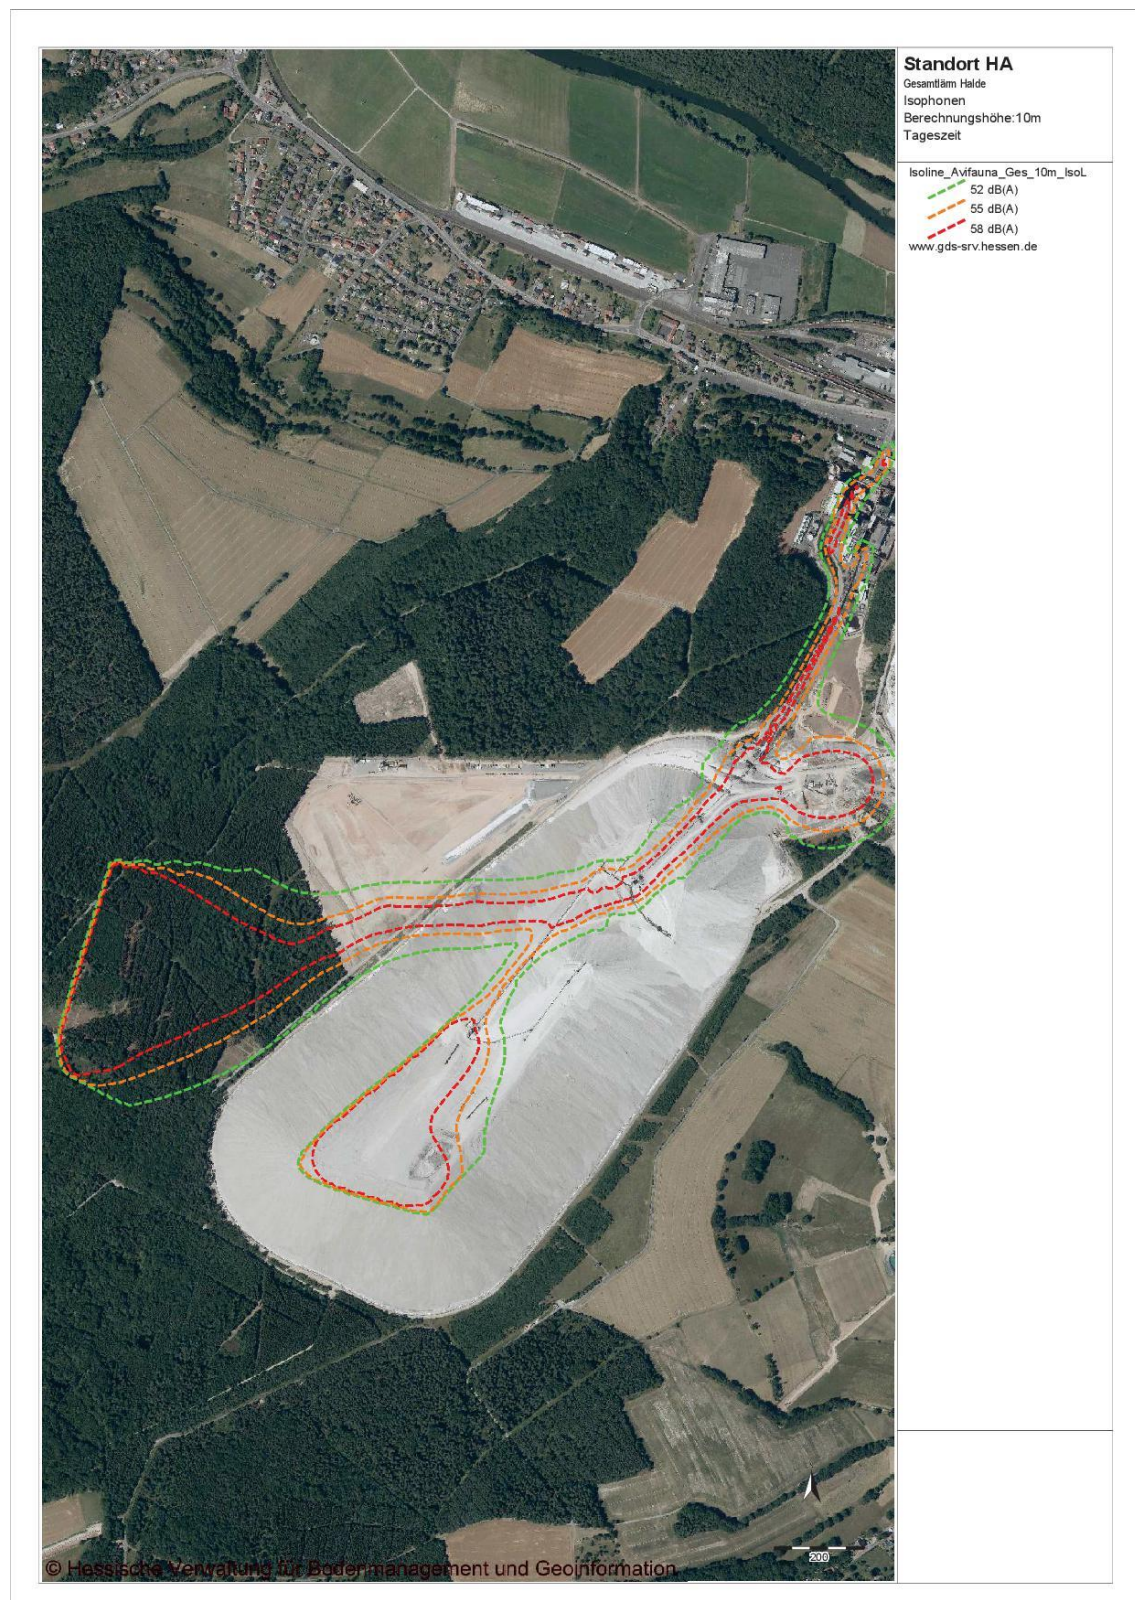 Standort HA
Gesamtlärm Halde
Isophonen
Berechnungshöhe:10m
Tageszeit
Isoline_Avifauna_Ges_10m_IsoL
52 dB(A)
55 dB(A)
58 dB(A)
www.gds-srv.hessen.de
200
© Hessische Verwaltung für Bodenmanagement und Geoinformation